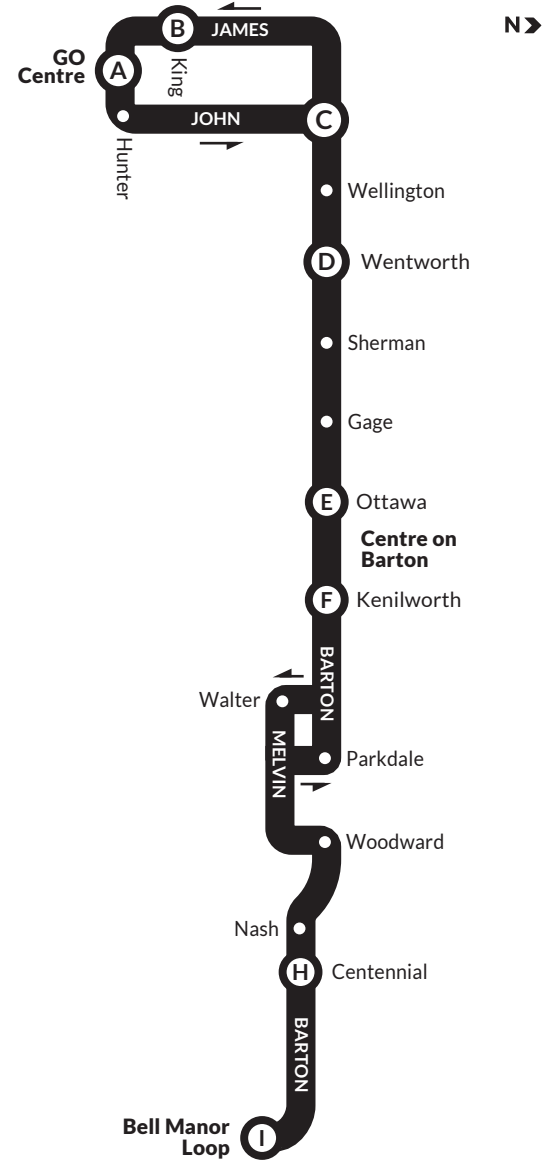 B
JAMES
N
GO
Centre
A
King
JOHN
C
Hunter
Wellington
D
Wentworth
Sherman
Gage
E
Ottawa
Centre on
Barton
F
Kenilworth
BARTON
Walter
MELVIN
Parkdale
Woodward
Nash
H
Centennial
BARTON
Bell Manor
Loop
I